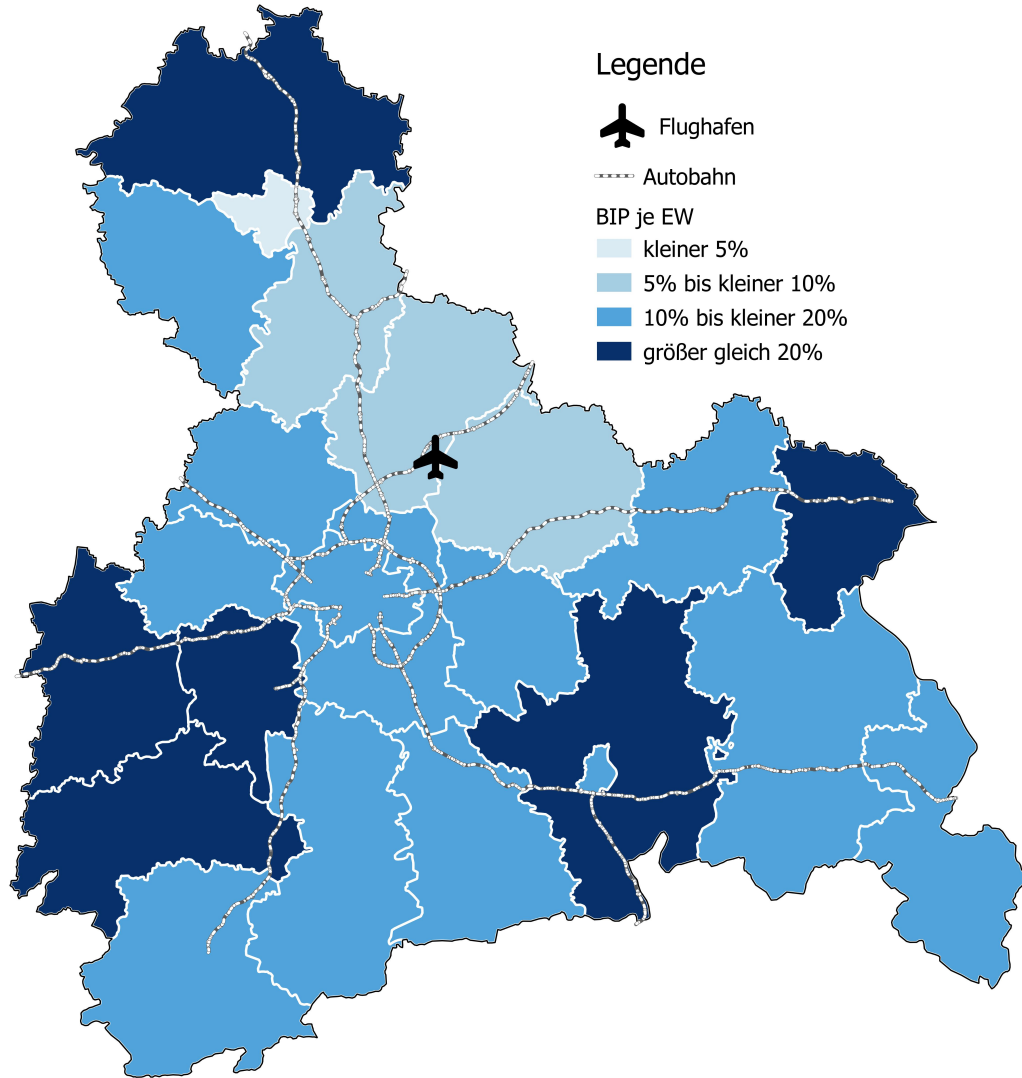 Legende
Flughafen
Autobahn
BIP je EW
kleiner 5%
5% bis kleiner 10%
10% bis kleiner 20%
größer gleich 20%